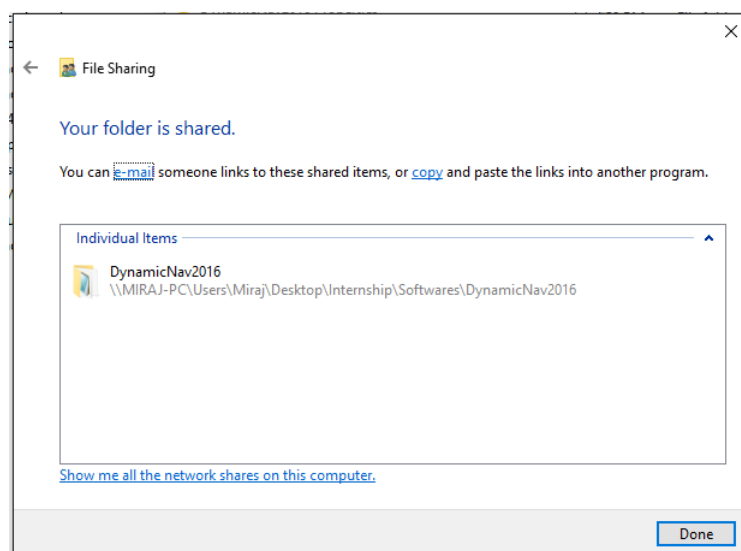 File Sharing
Your folder is shared.
You can e-mail someone links to these shared items, or copy and paste the links into another program.
Individual Items
DynamicNav2016
\\MIRAJ-PC\Users\Miraj\Desktop\Internship\Softwares\DynamicNav2016
Show me all the network shares on this computer.
Done